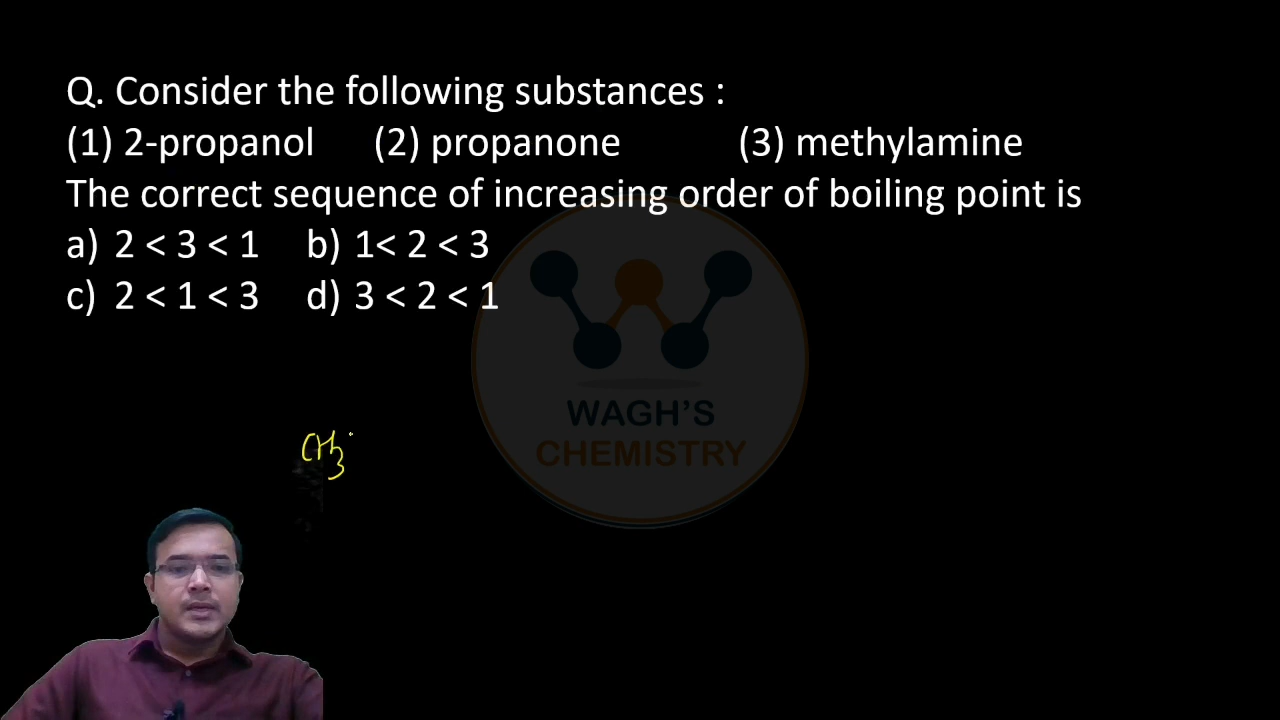 Q. Consider the following substances :
(1) 2-propanol (2) propanone (3) methylamine
The correct sequence of increasing order of boiling point is
a) 2 < 3 < 1 b) 1< 2 < 3
c) 2 < 1 < 3 d) 3 < 2 < 1
WAGH'S
CHEMISTRY
CH3